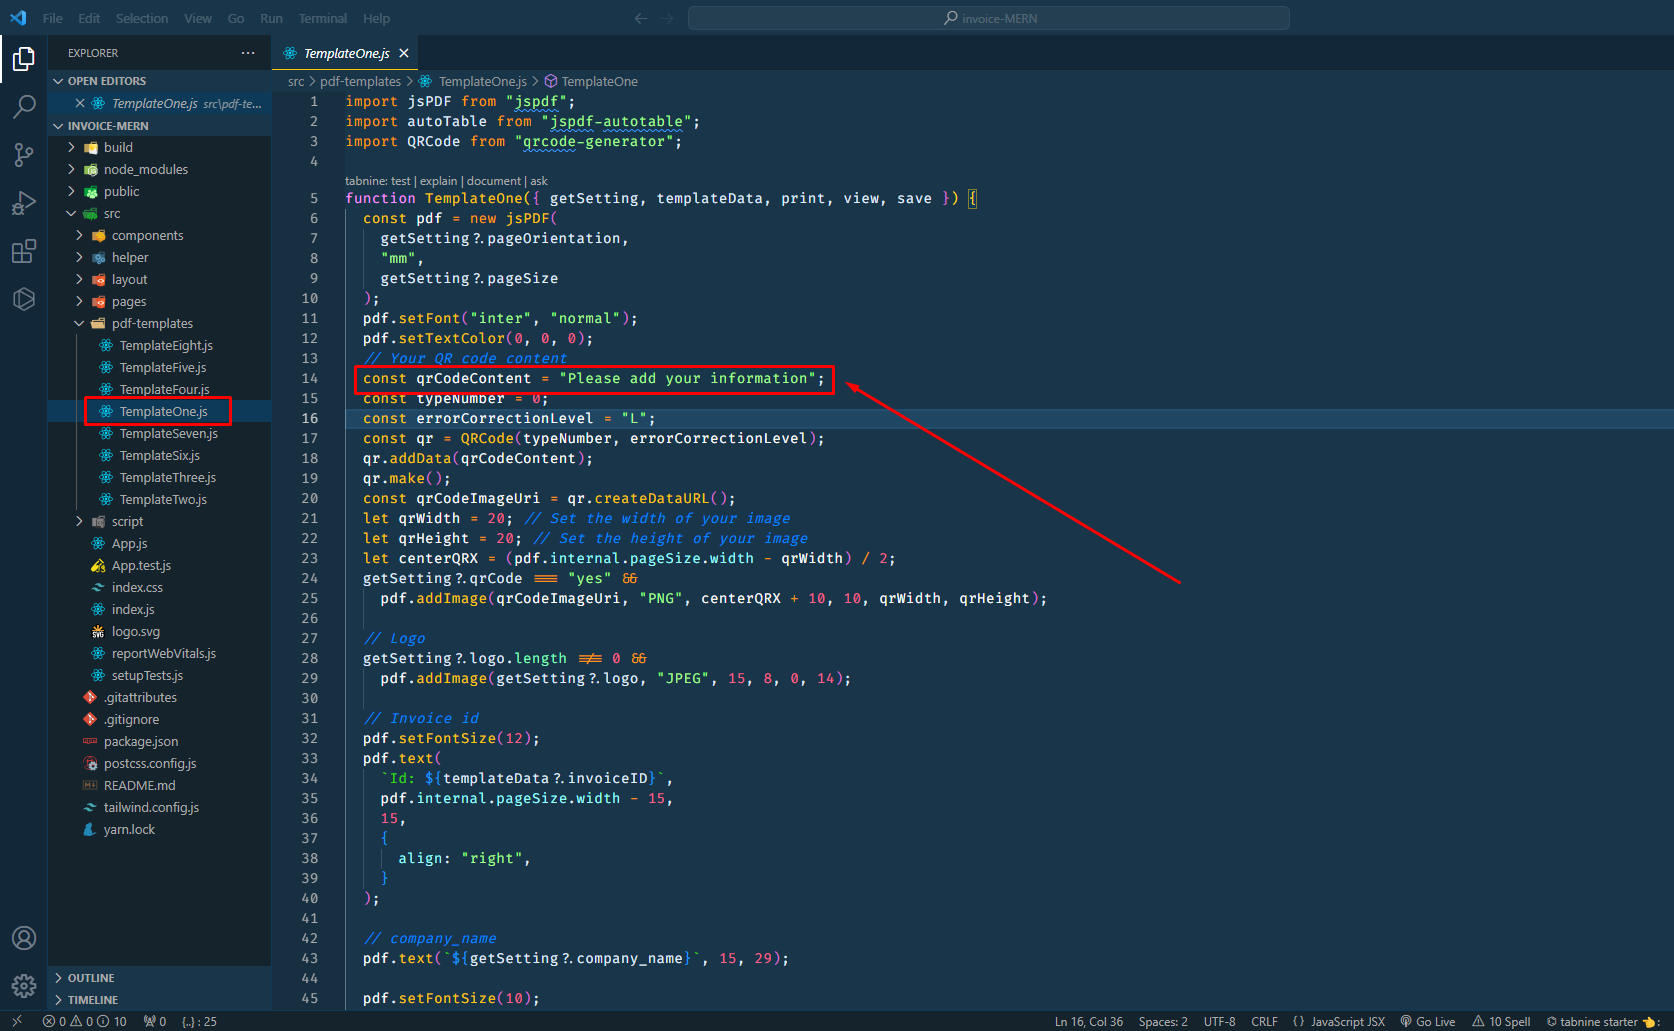 File Edit Selection View Go Run Terminal Help
invoice-MERN
EXPLORER
OPEN EDITORS
TemplateOne.js src\pdf-te...
INVOICE-MERN
build
node_modules
public
src
components
helper
layout
pages
pdf-templates
TemplateEight.js
TemplateFive.js
TemplateFour.js
TemplateOne.js
TemplateSeven.js
TemplateSix.js
TemplateThree.js
TemplateTwo.js
script
App.js
App.test.js
index.css
index.js
logo.svg
reportWebVitals.js
setupTests.js
.gitattributes
.gitignore
package.json
postcss.config.js
README.md
tailwind.config.js
yarn.lock
OUTLINE
TIMELINE
TemplateOne.js
src > pdf-templates > TemplateOne.js > TemplateOne
1 import jsPDF from "jspdf";
2 import autoTable from "jspdf-autotable";
3 import QRCode from "qrcode-generator";
4
tabnine: test | explain | document | ask
5 function TemplateOne({ getSetting, templateData, print, view, save }) {
6 const pdf = new jsPDF(
7 getSetting?.pageOrientation,
8 "mm",
9 getSetting?.pageSize
10 );
11 pdf.setFont("inter", "normal");
12 pdf.setTextColor(0, 0, 0);
13 // Your QR code content
14 const qrCodeContent = "Please add your information";
15 const typeNumber = 0;
16 const errorCorrectionLevel = "L";
17 const qr = QRCode(typeNumber, errorCorrectionLevel);
18 qr.addData(qrCodeContent);
19 qr.make();
20 const qrCodeImageUri = qr.createDataURL();
21 let qrWidth = 20; // Set the width of your image
22 let qrHeight = 20; // Set the height of your image
23 let centerQRX = (pdf.internal.pageSize.width - qrWidth) / 2;
24 getSetting?.qrCode === "yes" &&
25 pdf.addImage(qrCodeImageUri, "PNG", centerQRX + 10, 10, qrWidth, qrHeight);
26
27 // Logo
28 getSetting?.logo.length !== 0 &&
29 pdf.addImage(getSetting?.logo, "JPEG", 15, 8, 0, 14);
30
31 // Invoice id
32 pdf.setFontSize(12);
33 pdf.text(
34 `Id: ${templateData?.invoiceID}`,
35 pdf.internal.pageSize.width - 15,
36 15,
37 {
38 align: "right",
39 }
40 );
41
42 // company_name
43 pdf.text(`${getSetting?.company_name}`, 15, 29);
44
45 pdf.setFontSize(10);
0 0 10 0 {..} : 25
Ln 16, Col 36 Spaces: 2 UTF-8 CRLF {} JavaScript JSX Go Live 10 Spell tabnine starter